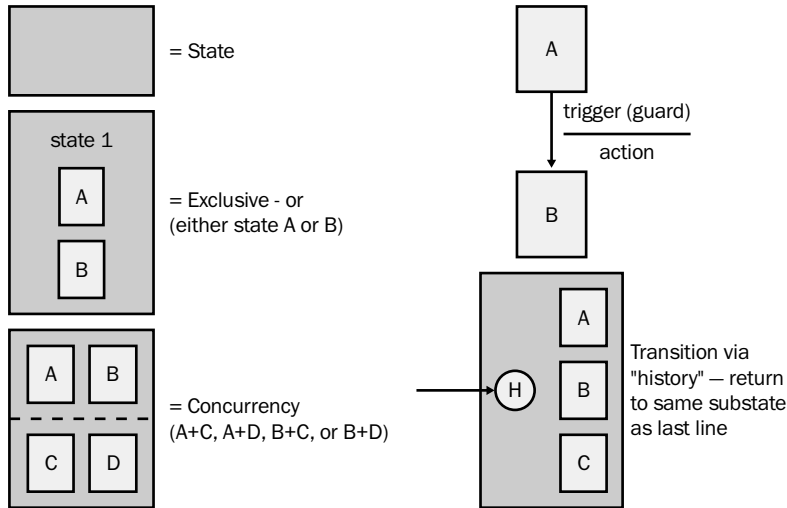 = State
state 1
A
B
= Exclusive - or
(either state A or B)
A B
C D
= Concurrency
(A+C, A+D, B+C, or B+D)
A
trigger (guard)
action
B
H
A
B
C
Transition via
"history" — return
to same substate
as last line